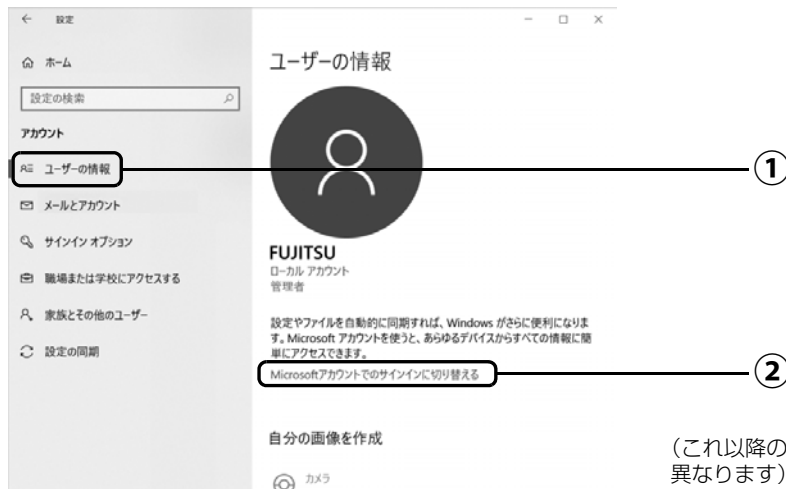 設定
ホーム
設定の検索
アカウント
ユーザーの情報
メールとアカウント
サインイン オプション
職場または学校にアクセスする
家族とその他のユーザー
設定の同期
ユーザーの情報
FUJITSU
ローカル アカウント
管理者
設定やファイルを自動的に同期すれば、Windows がさらに便利になりま
す。Microsoft アカウントを使うと、あらゆるデバイスからすべての情報に簡
単にアクセスできます。
Microsoftアカウントでのサインインに切り替える
自分の画像を作成
カメラ
①
②
（これ以降の
異なります）